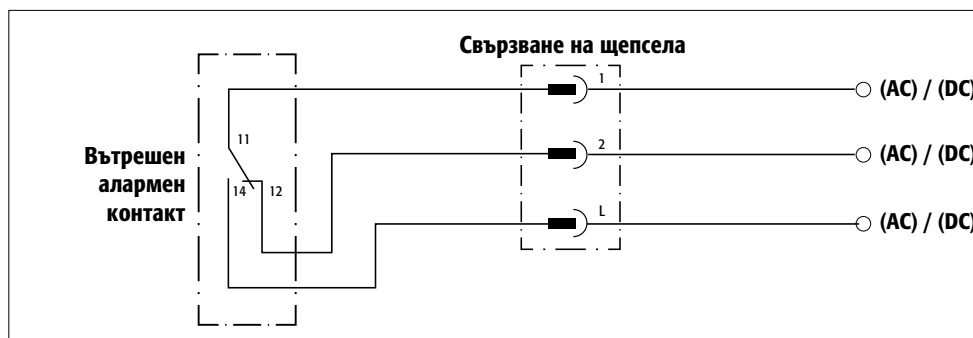 Свързване на щепсела
1
(AC) / (DC)
11
2
(AC) / (DC)
Вътрешен
алармен
контакт
14
12
L
(AC) / (DC)